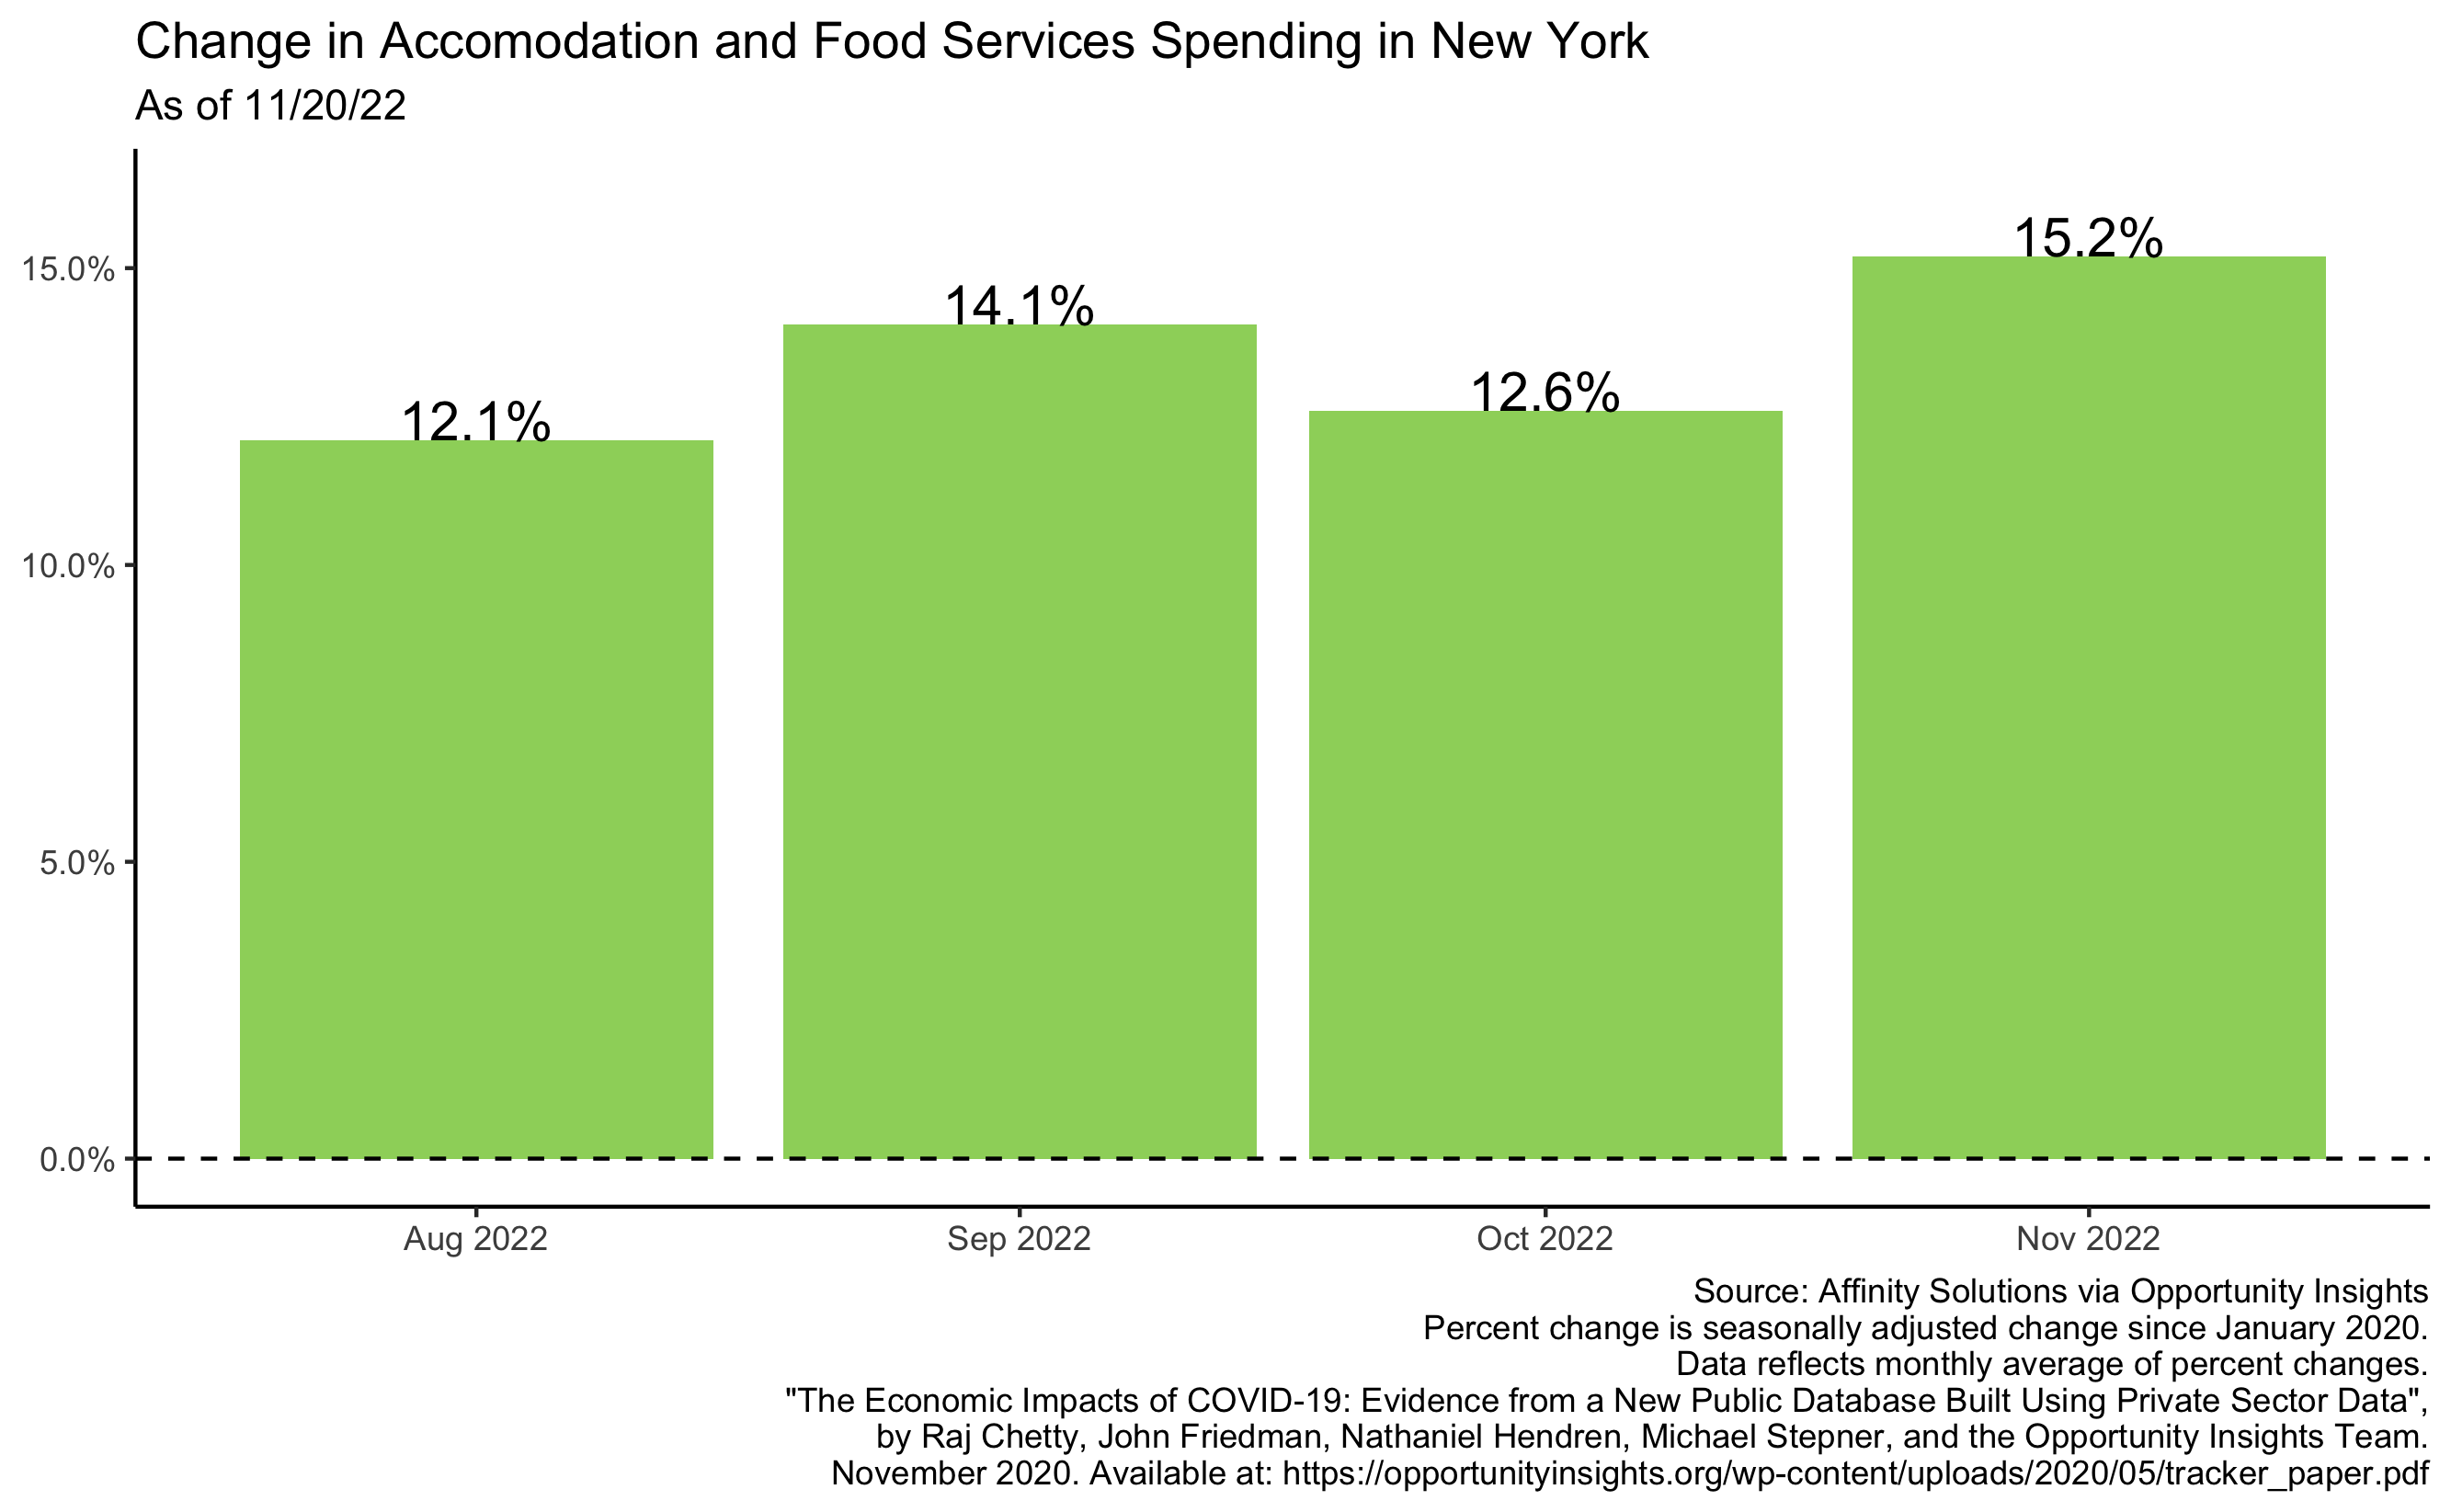 Change in Accomodation and Food Services Spending in New York
As of 11/20/22
15.0%
10.0%
5.0%
0.0%
12.1%
14.1%
12.6%
15.2%
Aug 2022
Sep 2022
Oct 2022
Nov 2022
Source: Affinity Solutions via Opportunity Insights
Percent change is seasonally adjusted change since January 2020.
Data reflects monthly average of percent changes.
"The Economic Impacts of COVID-19: Evidence from a New Public Database Built Using Private Sector Data",
by Raj Chetty, John Friedman, Nathaniel Hendren, Michael Stepner, and the Opportunity Insights Team.
November 2020. Available at: https://opportunityinsights.org/wp-content/uploads/2020/05/tracker_paper.pdf